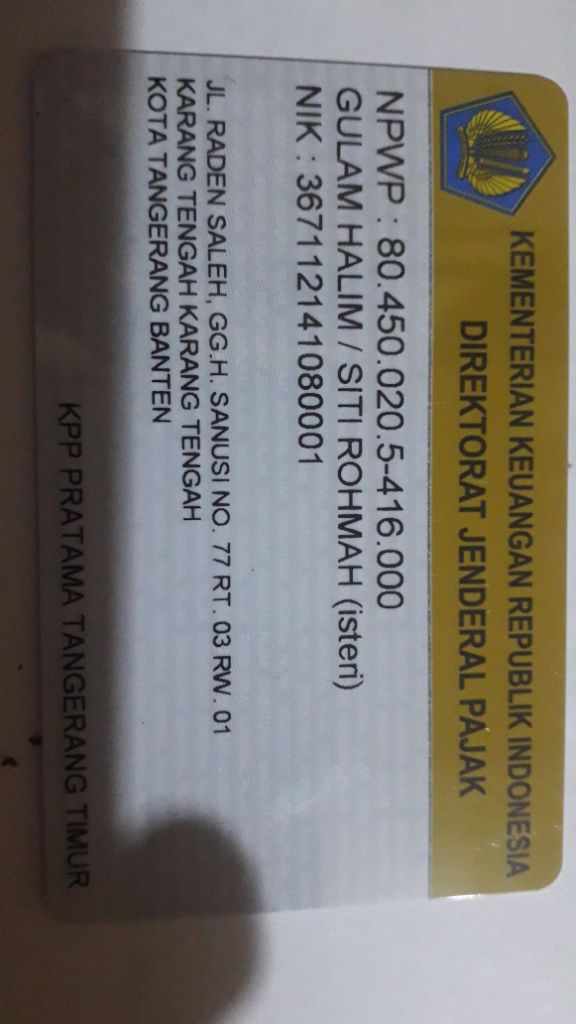 KEMENTERIAN KEUANGAN REPUBLIK INDONESIA
DIREKTORAT JENDERAL PAJAK
NPWP : 80.450.020.5-416.000
GULAM HALIM / SITI ROHMAH (isteri)
NIK : 367112141080001
JL. RADEN SALEH, GG.H. SANUSI NO. 77 RT. 03 RW. 01
KARANG TENGAH KARANG TENGAH
KOTA TANGERANG BANTEN
KPP PRATAMA TANGERANG TIMUR